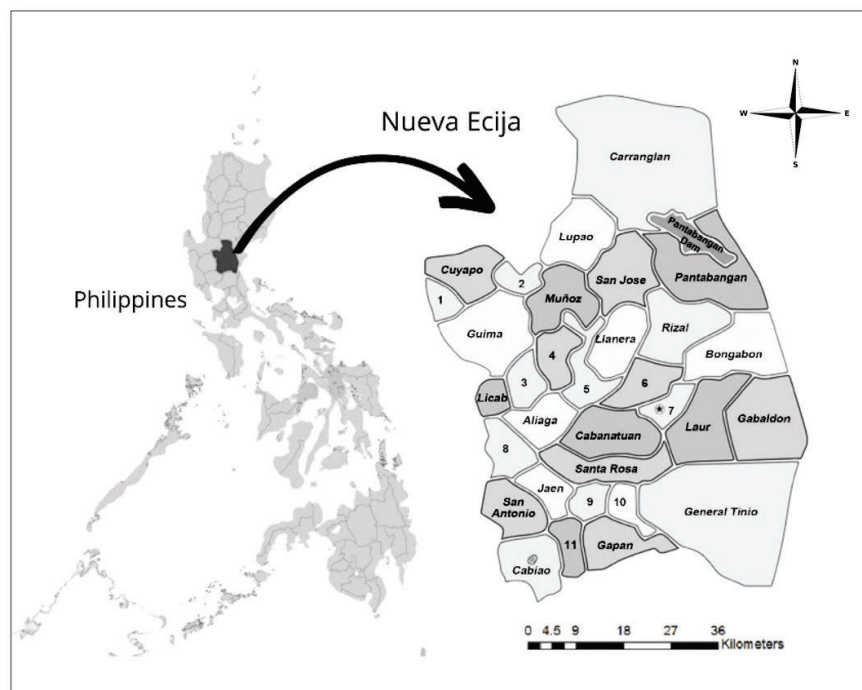 N
W
E
S
Nueva Ecija
Philippines
Carranglan
Pantabangan
Dam
Lupao
Cuyapo
San Jose
Pantabangan
2
1
Muñoz
Guima
Llanera
Rizal
4
Bongabon
3
5
6
Licab
7
Aliaga
Cabanatuan
Laur
Gabaldon
8
Santa Rosa
Jaen
San
Antonio
9
10
General Tinio
11
Gapan
Cabiao
0 4.5 9 18 27 36
Kilometers